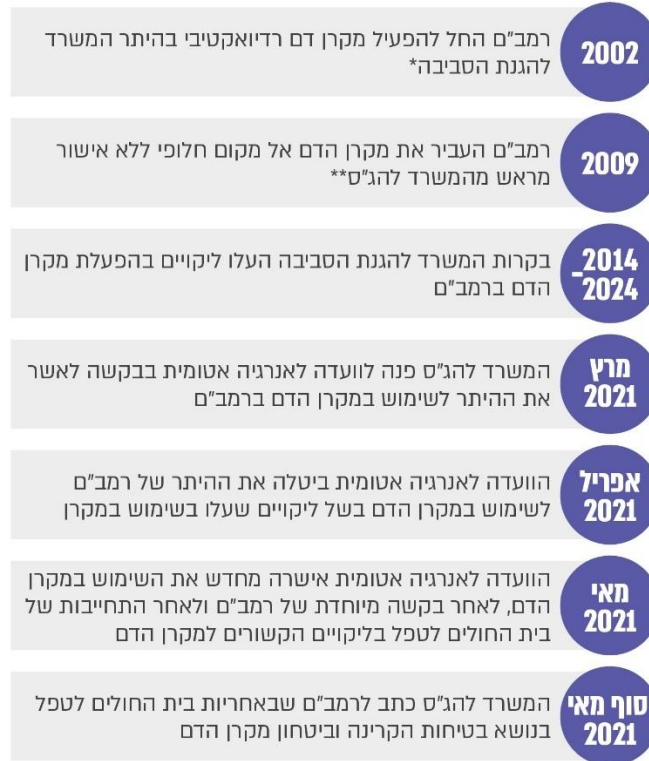 2002
רמב"ם החל להפעיל מקרן דם רדיואקטיבי בהיתר המשרד
להגנת הסביבה*
2009
רמב"ם העביר את מקרן הדם אל מקום חלופי ללא אישור
מראש מהמשרד להג"ס**
2014_
2024
בקרות המשרד להגנת הסביבה העלו ליקויים בהפעלת מקרן
הדם ברמב"ם
מרץ
2021
המשרד להג"ס פנה לוועדה לאנרגיה אטומית בבקשה לאשר
את ההיתר לשימוש במקרן הדם ברמב"ם
אפריל
2021
הוועדה לאנרגיה אטומית ביטלה את ההיתר של רמב"ם
לשימוש במקרן הדם בשל ליקויים שעלו בשימוש במקרן
מאי
2021
הוועדה לאנרגיה אטומית אישרה מחדש את השימוש במקרן
הדם, לאחר בקשה מיוחדת של רמב"ם ולאחר התחייבות של
בית החולים לטפל בליקויים הקשורים למקרן הדם
סוף מאי
2021
המשרד להג"ס כתב לרמב"ם שבאחריות בית החולים לטפל
בנושא בטיחות הקרינה וביטחון מקרן הדם